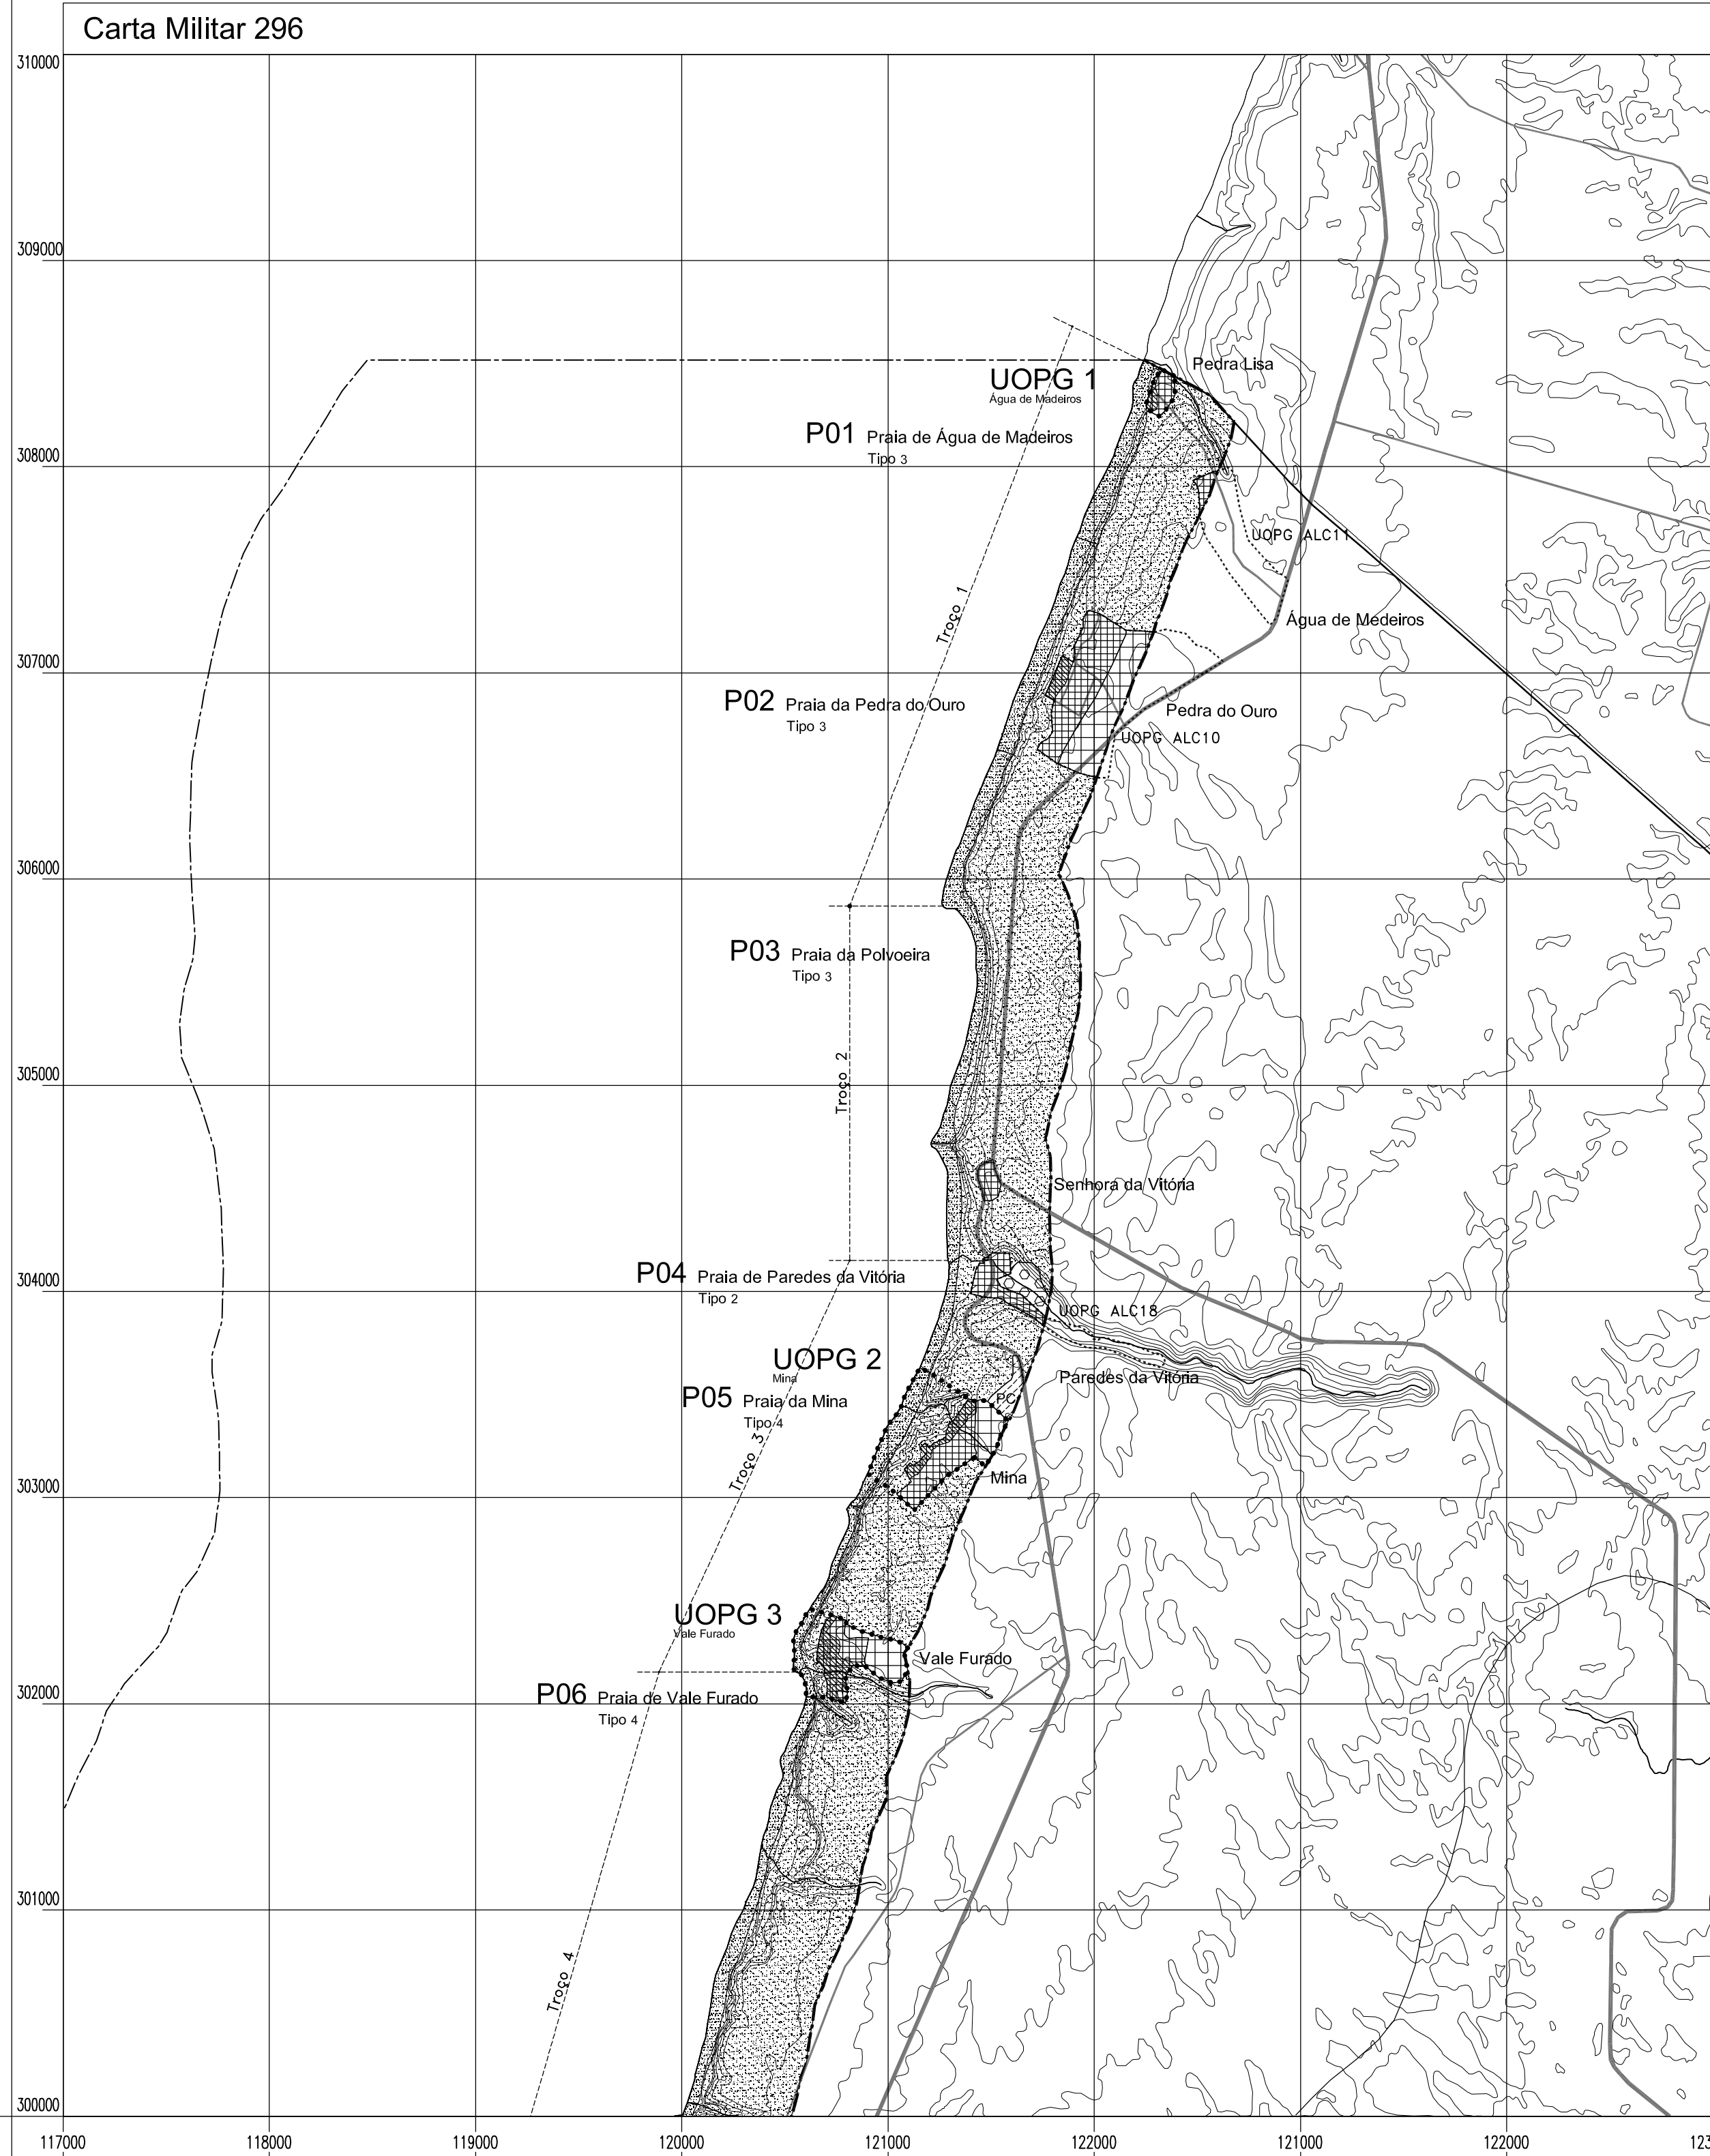 Carta Militar 296
310000
309000
Pedra Lisa
UOPG 1
Água de Madeiros
P01 Praia de Água de Madeiros
Tipo 3
308000
UOPG ALC11
Troço 1
Água de Medeiros
307000
P02 Praia da Pedra do Ouro
Tipo 3
Pedra do Ouro
UOPG ALC10
306000
P03 Praia da Polvoeira
Tipo 3
Troço 2
305000
Senhora da Vitória
P04 Praia de Paredes da Vitória
Tipo 2
304000
UOPG ALC18
UOPG 2
Mina
Paredes da Vitória
P05 Praia da Mina
Tipo 4
PC
Troço 3
Mina
303000
UOPG 3
Vale Furado
Vale Furado
P06 Praia de Vale Furado
Tipo 4
302000
301000
Troço 4
300000
117000 118000 119000 120000 121000 122000 121000 122000